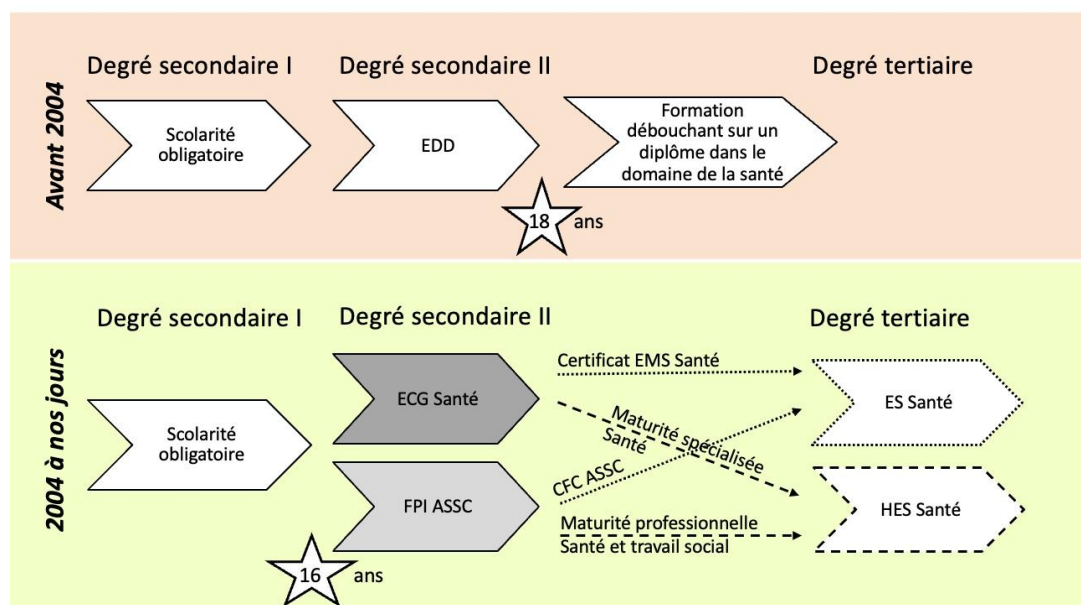 Avant 2004
Degré secondaire I
Degré secondaire II
Degré tertiaire
Scolarité
obligatoire
EDD
Formation
débouchant sur un
diplôme dans le
domaine de la santé
18 ans
2004 à nos jours
Degré secondaire I
Degré secondaire II
Degré tertiaire
Scolarité
obligatoire
ECG Santé
FPI ASSC
Certificat EMS Santé
Maturité spécialisée
Santé
CFC ASSC
Maturité professionnelle
Santé et travail social
ES Santé
HES Santé
16 ans